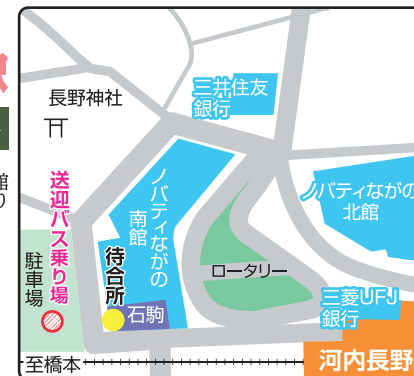 三井住友
銀行
長野神社
ノバティながの
南館
ノバティながの
北館
送迎バス乗り場
待合所
駐車場
石駒
ロータリー
三菱UFJ
銀行
至橋本
河内長野
館
り